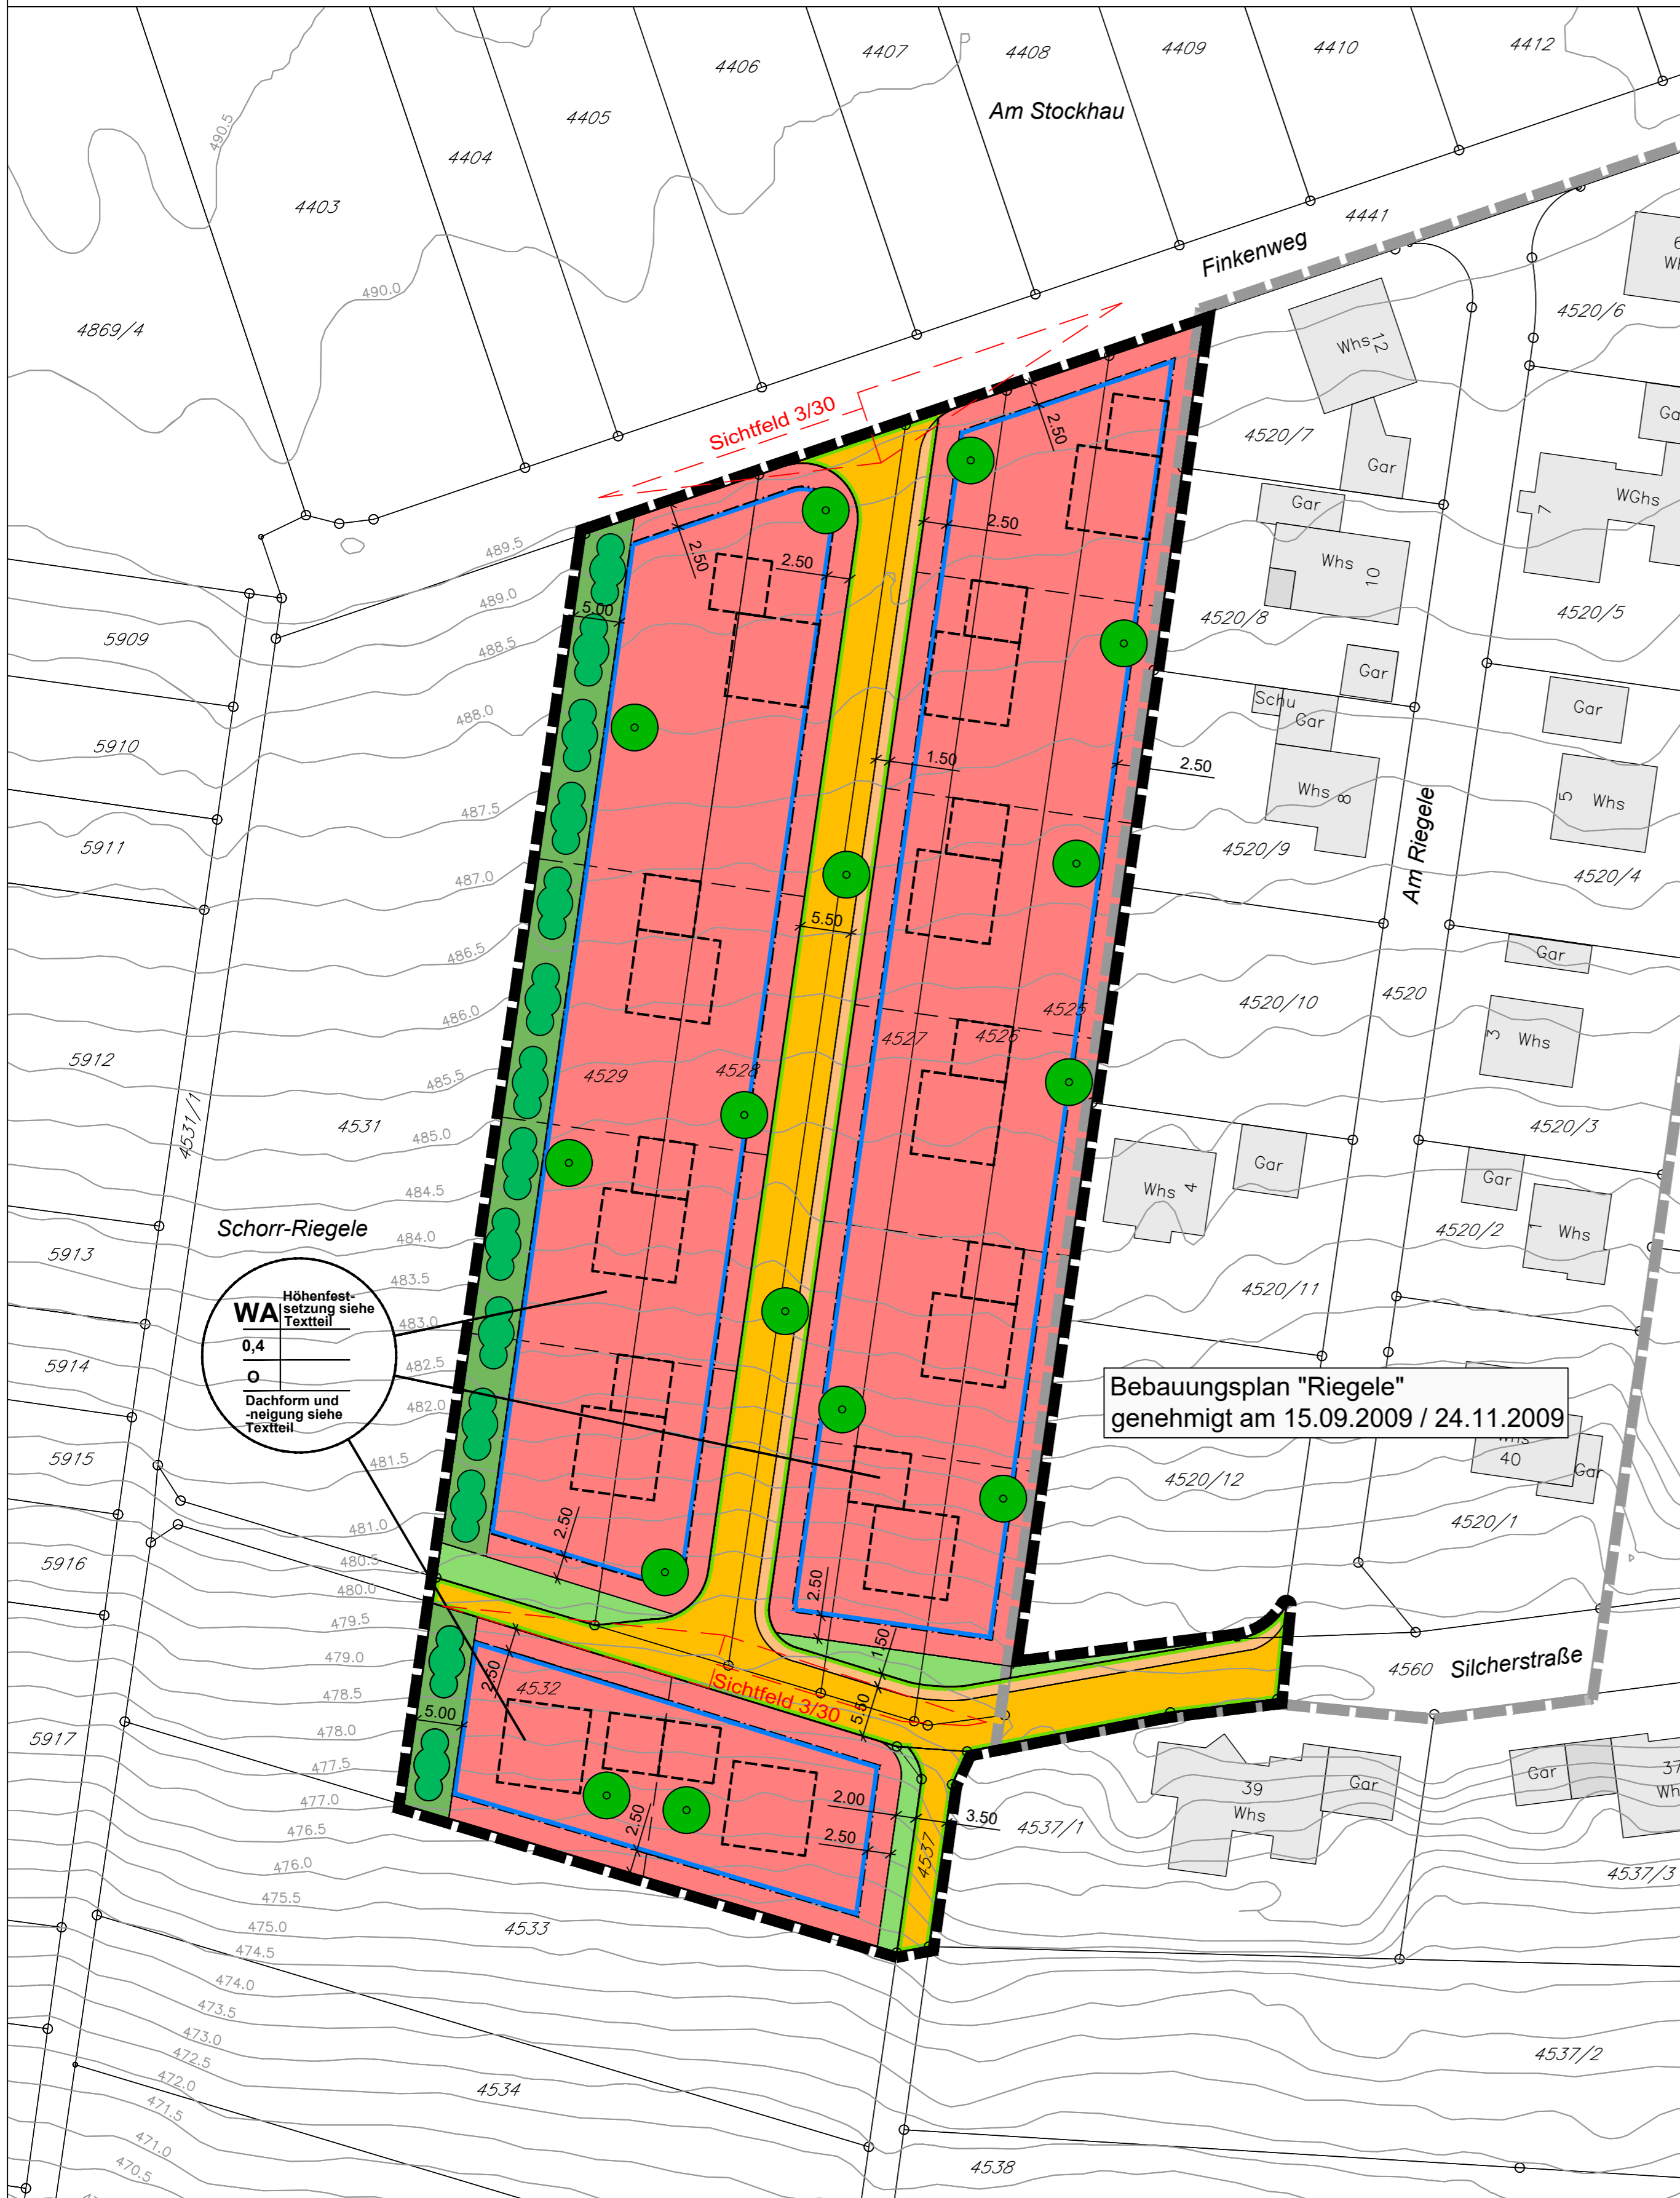 4406
4407
4408
4409
4410
4412
4405
Am Stockhau
490.5
4404
4403
4441
Finkenweg
490.0
4869/4
4520/6
Whs 12
Sichtfeld 3/30
2.50
4520/7
Gar
Gar
WGhs
7
489.5
2.50
2.50
2.50
Whs 10
489.0
5.00
4520/8
4520/5
5909
488.5
Gar
Schu
Gar
Gar
488.0
5910
1.50
2.50
Whs 8
5 Whs
487.5
Am Riegele
5911
4520/9
487.0
4520/4
5.50
486.5
Gar
4520/10
4520
486.0
4525
4527
4526
3 Whs
5912
485.5
4529
4528
4531/1
4531
485.0
4520/3
Gar
Whs 4
Gar
484.5
Schorr-Riegele
484.0
4520/2
1 Whs
5913
483.5
4520/11
WA
Höhenfest-
setzung siehe
Textteil
483.0
0,4
482.5
5914
O
Dachform und
-neigung siehe
Textteil
482.0
Bebauungsplan "Riegele"
genehmigt am 15.09.2009 / 24.11.2009
5915
481.5
Whs
40
Gar
4520/12
481.0
2.50
4520/1
5916
480.5
480.0
2.50
479.5
479.0
1.50
4560
Silcherstraße
478.5
2.50
4532
Sichtfeld 3/30
5.50
478.0
5.00
5917
477.5
39
Whs
Gar
Gar
37
477.0
2.00
3.50
4537/1
476.5
2.50
2.50
4537
476.0
4537/3
475.5
475.0
4533
474.5
474.0
473.5
473.0
472.5
4537/2
472.0
4534
471.5
471.0
470.5
4538